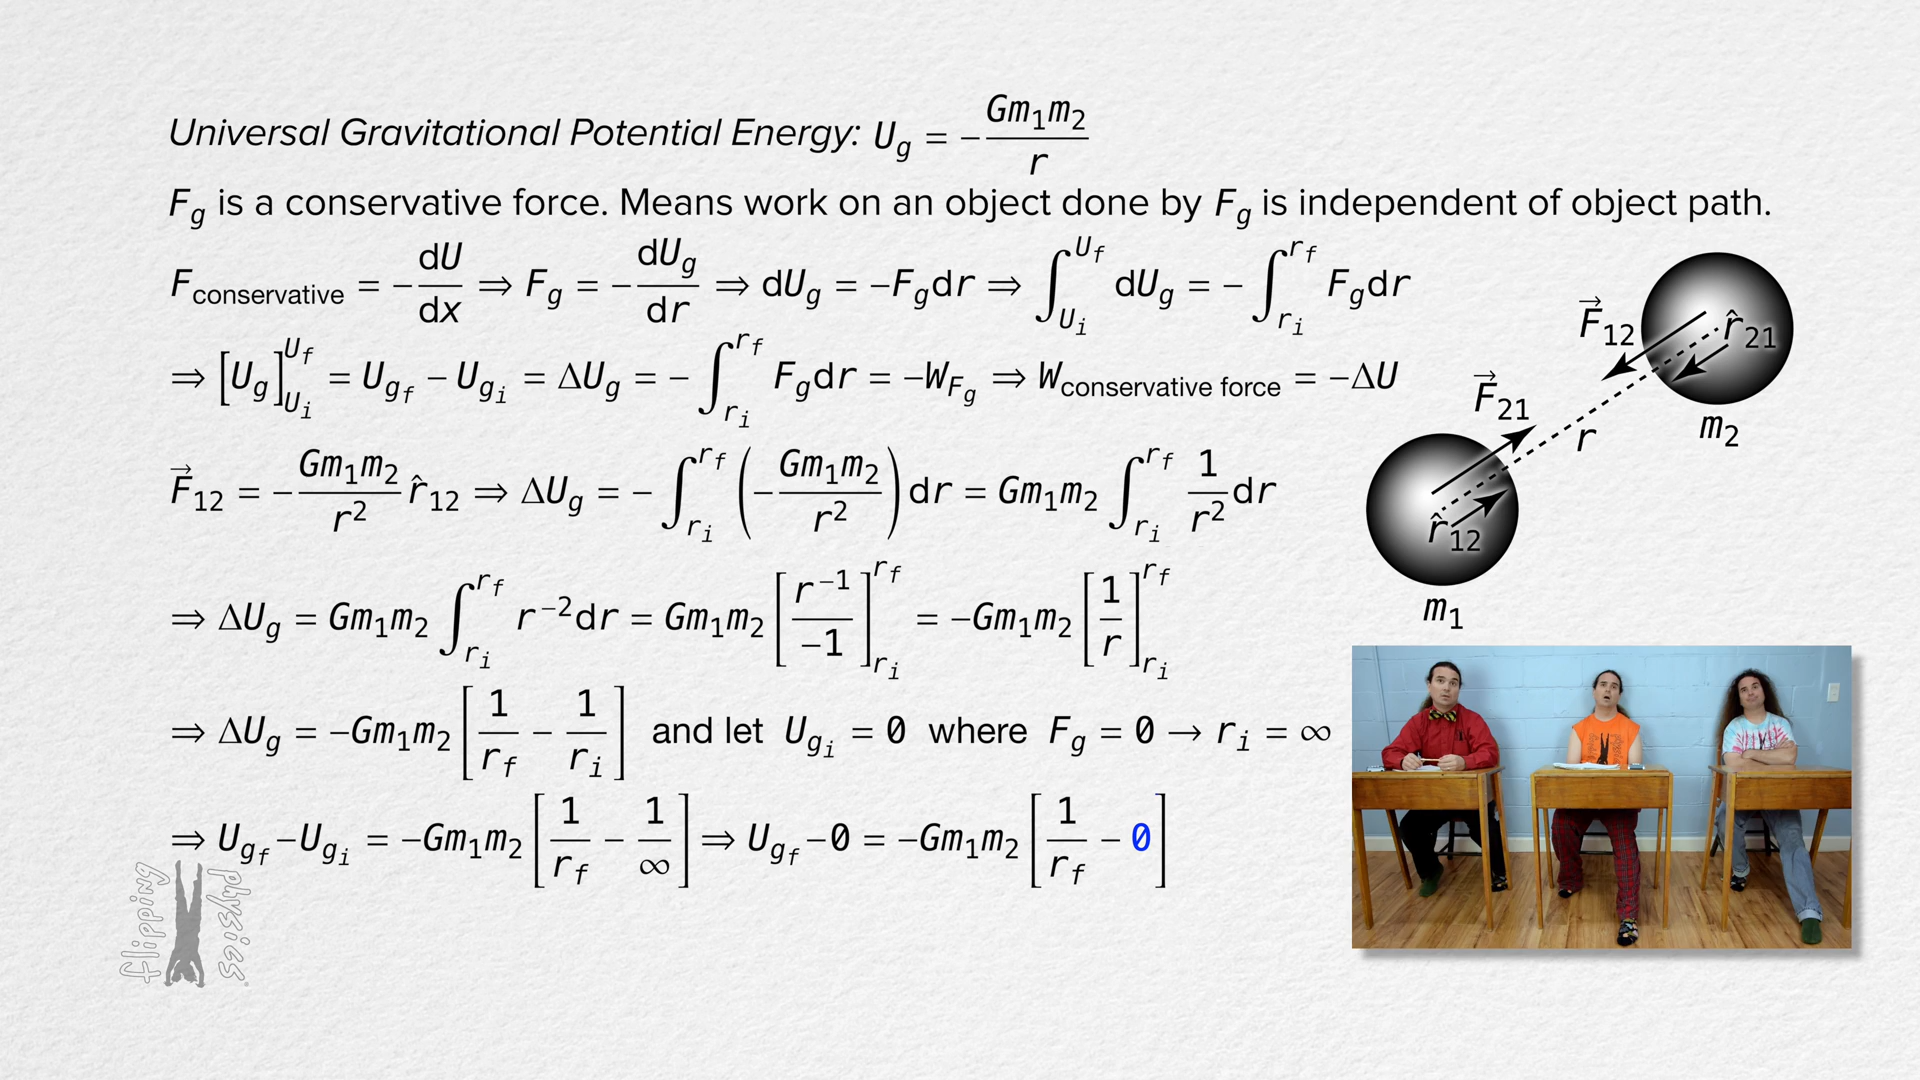 Universal Gravitational Potential Energy: U_g = −Gm₁m₂/r
F_g is a conservative force. Means work on an object done by F_g is independent of object path.
F_conservative = −dU/dx ⇒ F_g = −dU_g/dr ⇒ dU_g = −F_g dr ⇒ ∫_{U_i}^{U_f} dU_g = −∫_{r_i}^{r_f} F_g dr
⇒ [U_g]_{U_i}^{U_f} = U_{g_f} − U_{g_i} = ΔU_g = −∫_{r_i}^{r_f} F_g dr = −W_{F_g} ⇒ W_conservative force = −ΔU
F⃗₁₂ = −Gm₁m₂/r² r̂₁₂ ⇒ ΔU_g = −∫_{r_i}^{r_f} (−Gm₁m₂/r²) dr = Gm₁m₂ ∫_{r_i}^{r_f} 1/r² dr
⇒ ΔU_g = Gm₁m₂ ∫_{r_i}^{r_f} r⁻² dr = Gm₁m₂ [r⁻¹/−1]_{r_i}^{r_f} = −Gm₁m₂ [1/r]_{r_i}^{r_f}
⇒ ΔU_g = −Gm₁m₂ [1/r_f − 1/r_i] and let U_{g_i} = 0 where F_g = 0 → r_i = ∞
⇒ U_{g_f} − U_{g_i} = −Gm₁m₂ [1/r_f − 1/∞] ⇒ U_{g_f} − 0 = −Gm₁m₂ [1/r_f − 0]
F⃗₁₂
r̂₂₁
F⃗₂₁
r
m₂
r̂₁₂
m₁
flipping
physics